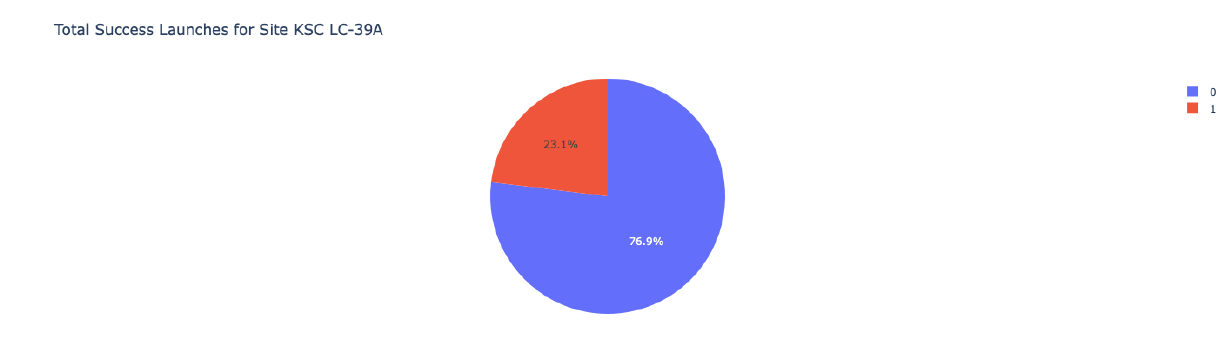 Total Success Launches for Site KSC LC-39A
0
1
23.1%
76.9%